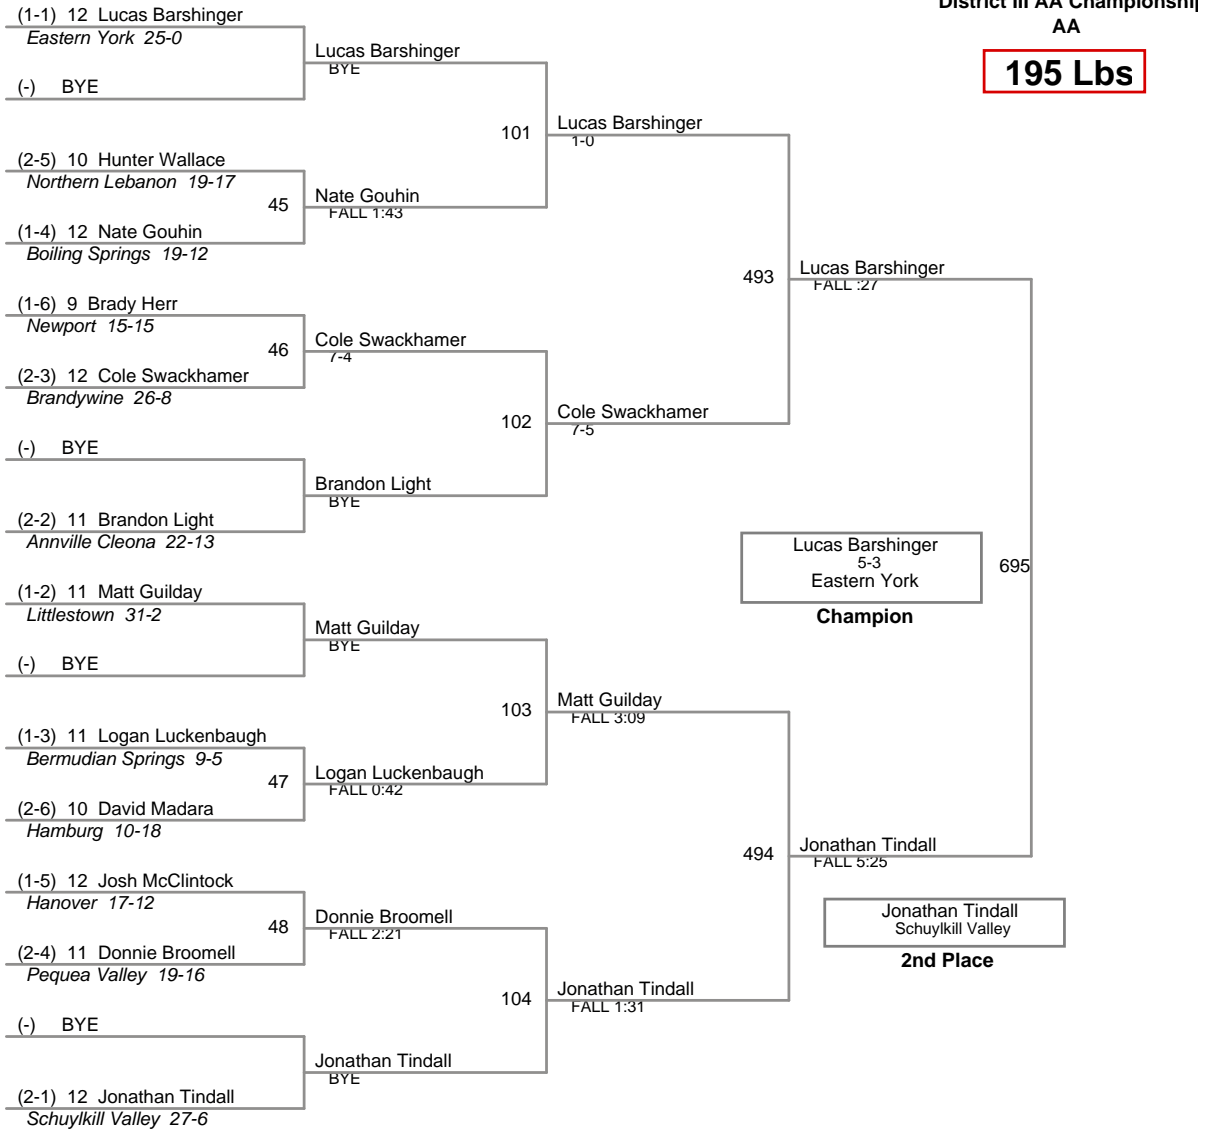 District III AA Championship
AA
195 Lbs
(1-1) 12 Lucas Barshinger
Eastern York 25-0
Lucas Barshinger
BYE
(-) BYE
101
Lucas Barshinger
1-0
(2-5) 10 Hunter Wallace
Northern Lebanon 19-17
45
Nate Gouhin
FALL 1:43
(1-4) 12 Nate Gouhin
Boiling Springs 19-12
493
Lucas Barshinger
FALL :27
(1-6) 9 Brady Herr
Newport 15-15
46
Cole Swackhamer
7-4
(2-3) 12 Cole Swackhamer
Brandywine 26-8
102
Cole Swackhamer
7-5
(-) BYE
Brandon Light
BYE
(2-2) 11 Brandon Light
Annville Cleona 22-13
Lucas Barshinger
5-3
Eastern York
695
Champion
(1-2) 11 Matt Guilday
Littlestown 31-2
Matt Guilday
BYE
(-) BYE
103
Matt Guilday
FALL 3:09
(1-3) 11 Logan Luckenbaugh
Bermudian Springs 9-5
47
Logan Luckenbaugh
FALL 0:42
(2-6) 10 David Madara
Hamburg 10-18
494
Jonathan Tindall
FALL 5:25
(1-5) 12 Josh McClintock
Hanover 17-12
48
Donnie Broomell
FALL 2:21
Jonathan Tindall
Schuylkill Valley
2nd Place
(2-4) 11 Donnie Broomell
Pequea Valley 19-16
104
Jonathan Tindall
FALL 1:31
(-) BYE
Jonathan Tindall
BYE
(2-1) 12 Jonathan Tindall
Schuylkill Valley 27-6